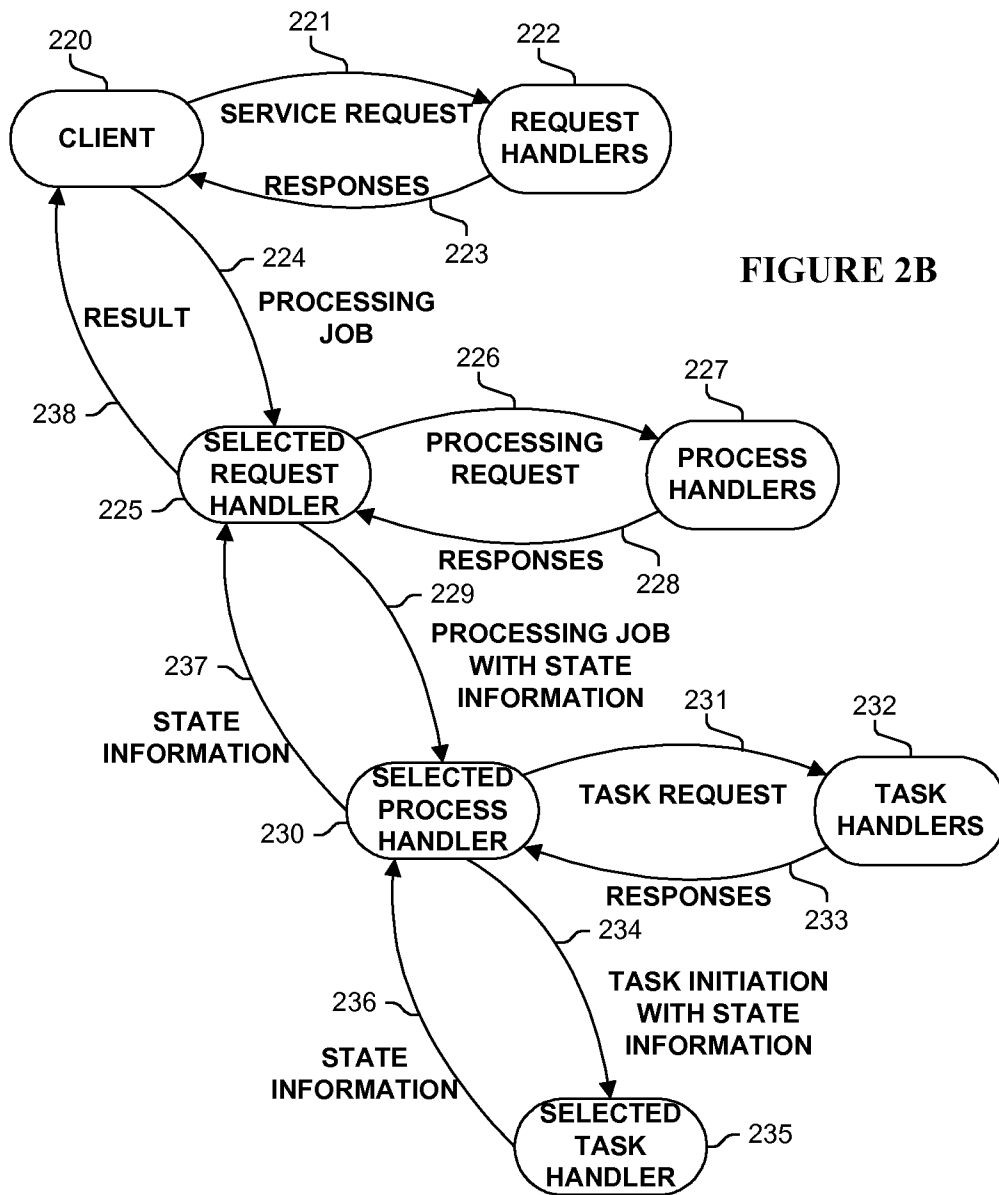 220
221
222
CLIENT
SERVICE REQUEST
REQUEST
HANDLERS
RESPONSES
223
224
FIGURE 2B
PROCESSING
JOB
RESULT
226
227
238
SELECTED
REQUEST
HANDLER
PROCESSING
REQUEST
PROCESS
HANDLERS
225
RESPONSES
228
229
PROCESSING JOB
WITH STATE
INFORMATION
237
STATE
INFORMATION
231
232
SELECTED
PROCESS
HANDLER
TASK REQUEST
TASK
HANDLERS
230
RESPONSES
233
234
TASK INITIATION
WITH STATE
INFORMATION
236
STATE
INFORMATION
SELECTED
TASK
HANDLER
235